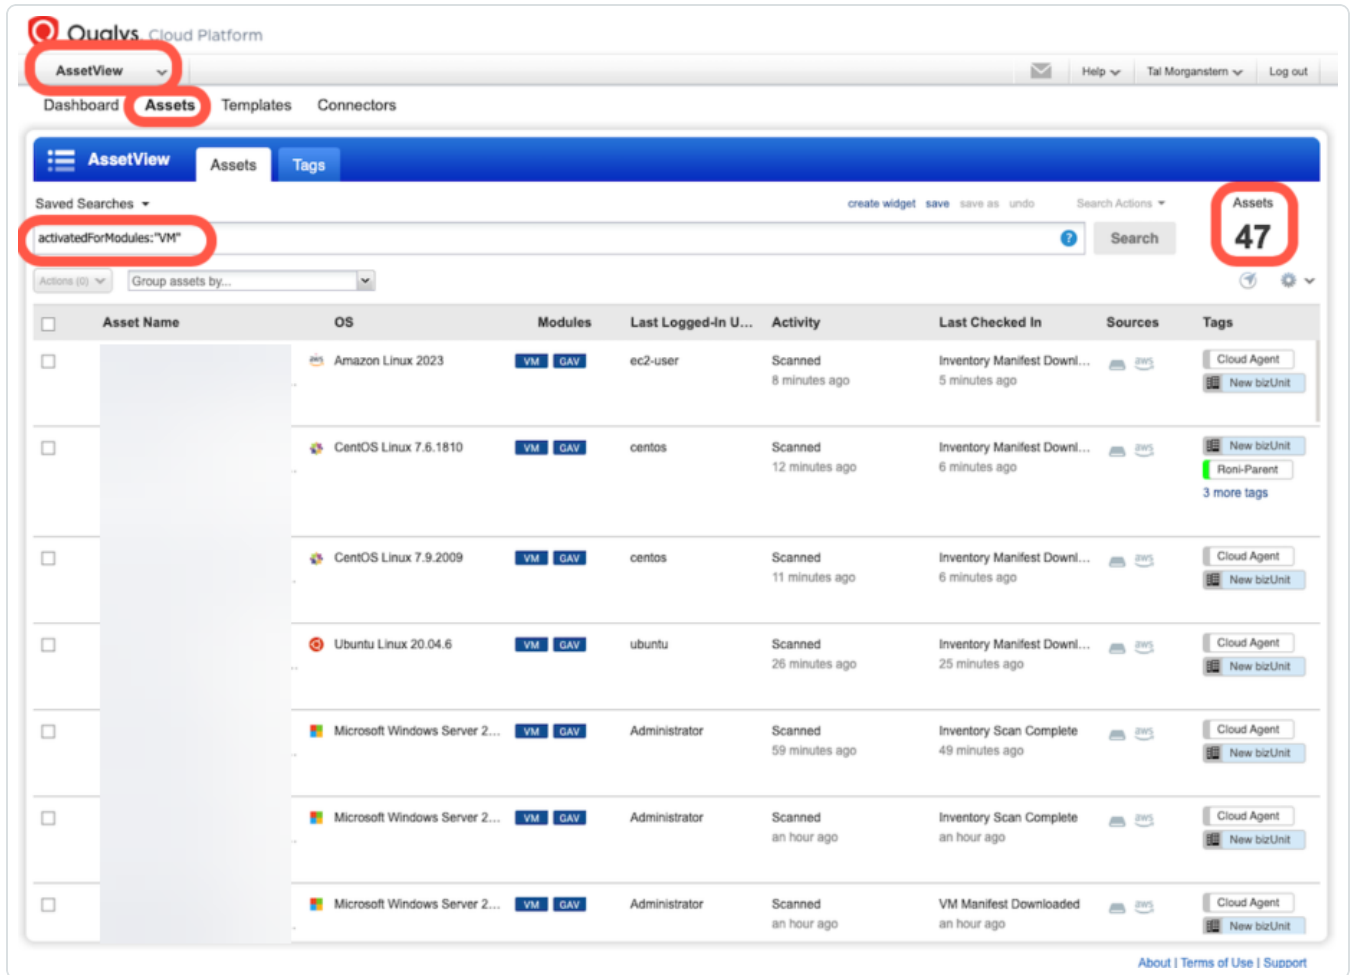 Qualys. Cloud Platform
AssetView
Help
Tal Morganstern
Log out
Dashboard Assets Templates Connectors
AssetView Assets Tags
Saved Searches
create widget save save as undo Search Actions
Assets
47
activatedForModules:"VM"
? Search
Actions (0) Group assets by...
Asset Name OS Modules Last Logged-In U... Activity Last Checked In Sources Tags
Amazon Linux 2023 VM GAV ec2-user Scanned Inventory Manifest Downl... aws Cloud Agent
8 minutes ago 5 minutes ago New bizUnit
CentOS Linux 7.6.1810 VM GAV centos Scanned Inventory Manifest Downl... aws New bizUnit
12 minutes ago 6 minutes ago Roni-Parent
3 more tags
CentOS Linux 7.9.2009 VM GAV centos Scanned Inventory Manifest Downl... aws Cloud Agent
11 minutes ago 6 minutes ago New bizUnit
Ubuntu Linux 20.04.6 VM GAV ubuntu Scanned Inventory Manifest Downl... aws Cloud Agent
26 minutes ago 25 minutes ago New bizUnit
Microsoft Windows Server 2... VM GAV Administrator Scanned Inventory Scan Complete aws Cloud Agent
59 minutes ago 49 minutes ago New bizUnit
Microsoft Windows Server 2... VM GAV Administrator Scanned Inventory Scan Complete aws Cloud Agent
an hour ago an hour ago New bizUnit
Microsoft Windows Server 2... VM GAV Administrator Scanned VM Manifest Downloaded aws Cloud Agent
an hour ago an hour ago New bizUnit
About | Terms of Use | Support